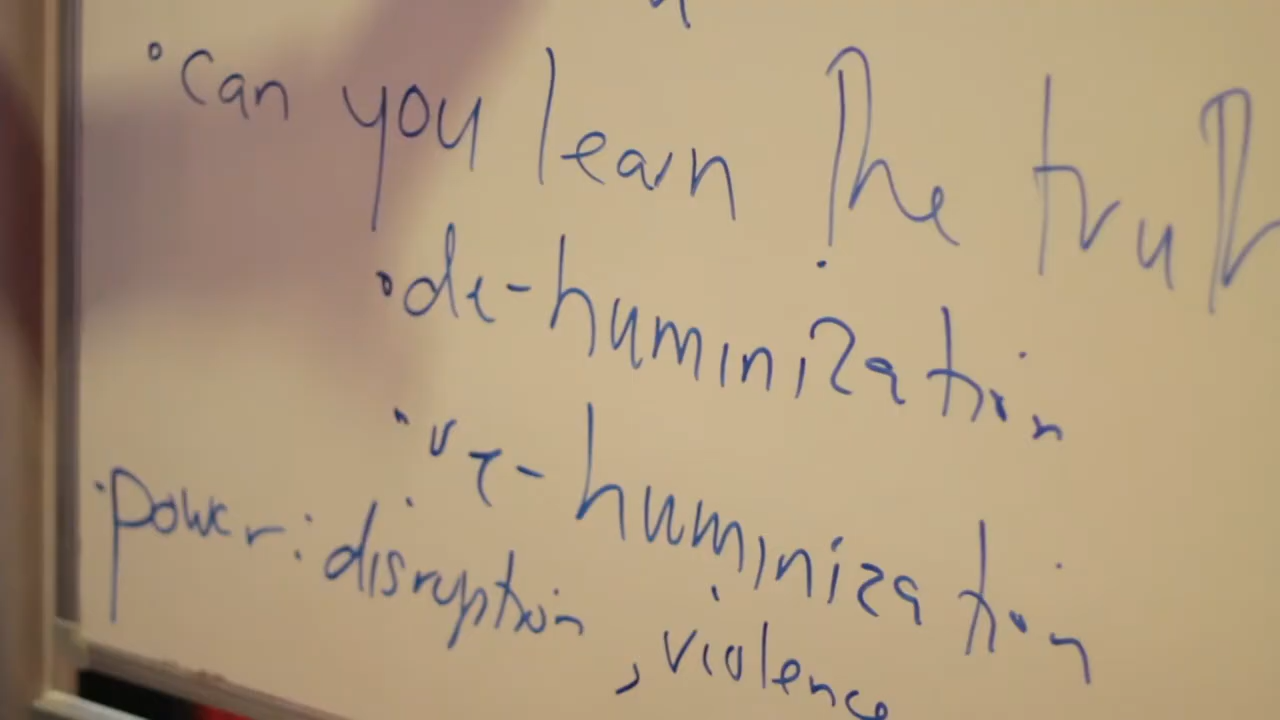 • can you learn the truth
• de-huminization
• re-huminization
• power: disruption, violence